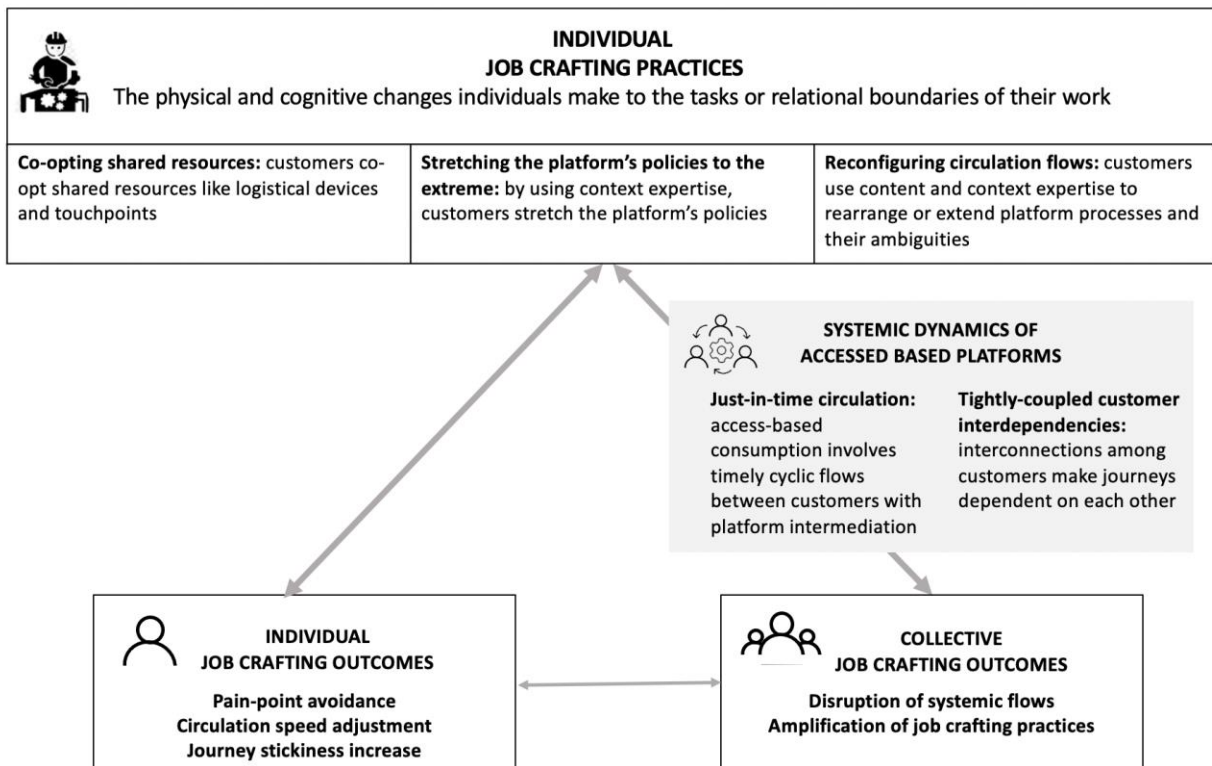 INDIVIDUAL
JOB CRAFTING PRACTICES
The physical and cognitive changes individuals make to the tasks or relational boundaries of their work
Co-opting shared resources: customers co-
opt shared resources like logistical devices
and touchpoints
Stretching the platform's policies to the
extreme: by using context expertise,
customers stretch the platform's policies
Reconfiguring circulation flows: customers
use content and context expertise to
rearrange or extend platform processes and
their ambiguities
SYSTEMIC DYNAMICS OF
ACCESSED BASED PLATFORMS
Just-in-time circulation:
access-based
consumption involves
timely cyclic flows
between customers with
platform intermediation
Tightly-coupled customer
interdependencies:
interconnections among
customers make journeys
dependent on each other
INDIVIDUAL
JOB CRAFTING OUTCOMES
Pain-point avoidance
Circulation speed adjustment
Journey stickiness increase
COLLECTIVE
JOB CRAFTING OUTCOMES
Disruption of systemic flows
Amplification of job crafting practices